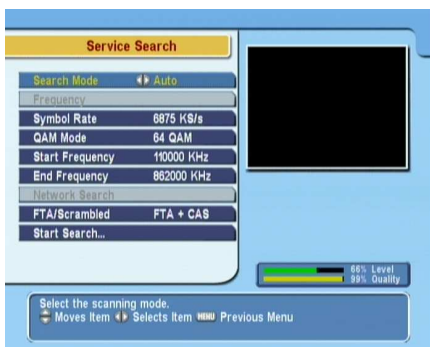 Service Search
Search Mode Auto
Frequency
Symbol Rate 6875 KS/s
QAM Mode 64 QAM
Start Frequency 110000 KHz
End Frequency 862000 KHz
Network Search
FTA/Scrambled FTA + CAS
Start Search...
66% Level
99% Quality
Select the scanning mode.
Moves Item Selects Item MENU Previous Menu